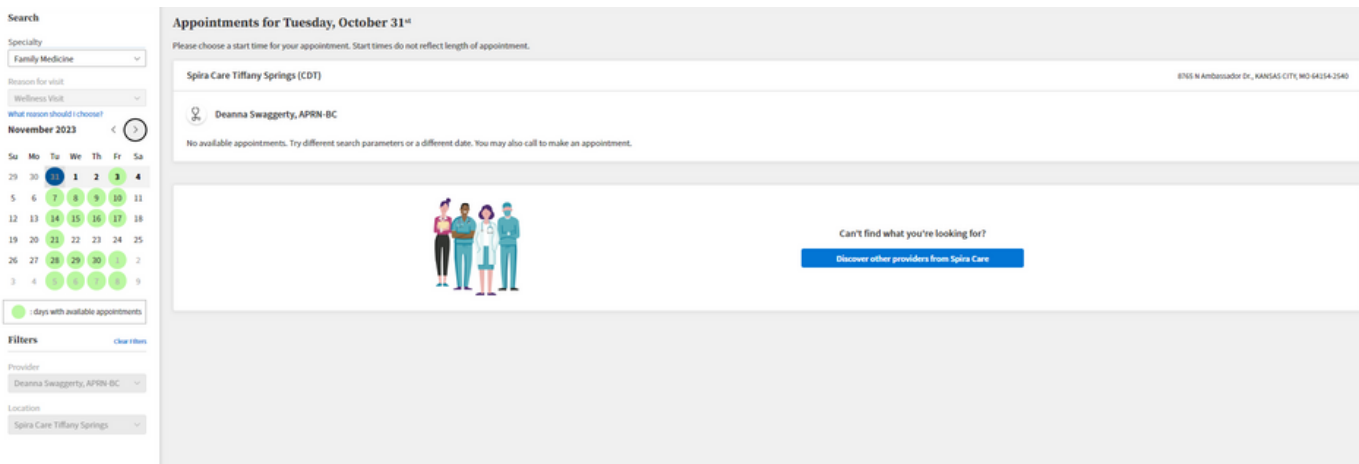 Search
Specialty
Family Medicine
Reason for visit
Wellness Visit
What reason should I choose?
November 2023
Su Mo Tu We Th Fr Sa
29 30 31 1 2 3 4
5 6 7 8 9 10 11
12 13 14 15 16 17 18
19 20 21 22 23 24 25
26 27 28 29 30 1 2
3 4 5 6 7 8 9
: days with available appointments
Filters Clear Filters
Provider
Deanna Swaggerty, APRN-BC
Location
Spira Care Tiffany Springs
Appointments for Tuesday, October 31st
Please choose a start time for your appointment. Start times do not reflect length of appointment.
Spira Care Tiffany Springs (CDT) 8765 N Ambassador Dr., KANSAS CITY, MO 64154-2540
Deanna Swaggerty, APRN-BC
No available appointments. Try different search parameters or a different date. You may also call to make an appointment.
Can't find what you're looking for?
Discover other providers from Spira Care